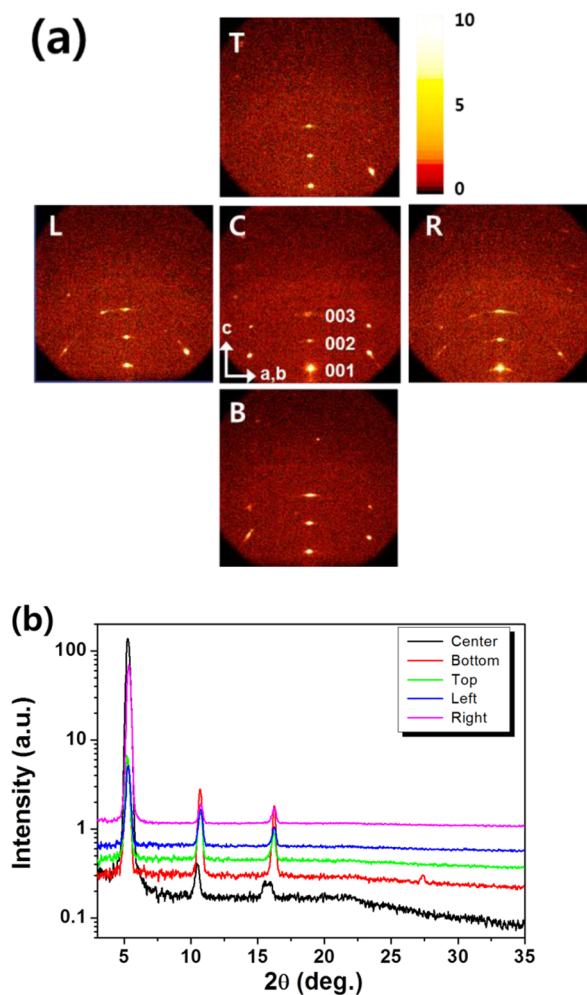 (a)
T
10
5
0
L
C
R
003
002
001
c
a,b
B
(b)
Center
Bottom
Top
Left
Right
100
10
1
0.1
Intensity (a.u.)
5 10 15 20 25 30 35
2θ (deg.)